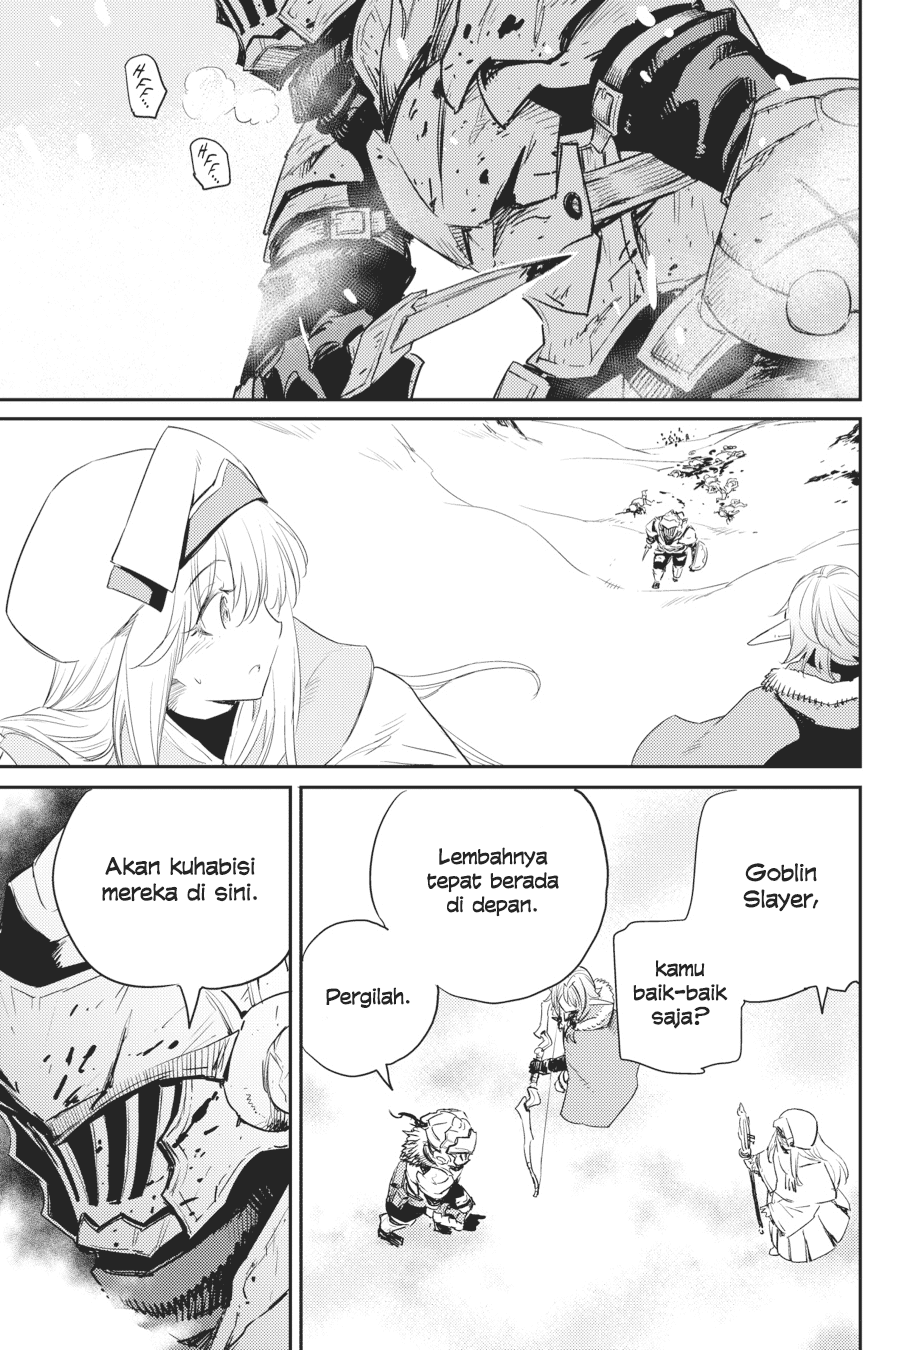 HFF...
HFF...
Goblin
Slayer,
kamu
baik-baik
saja?
Lembahnya
tepat berada
di depan.
Pergilah.
Akan kuhabisi
mereka di sini.